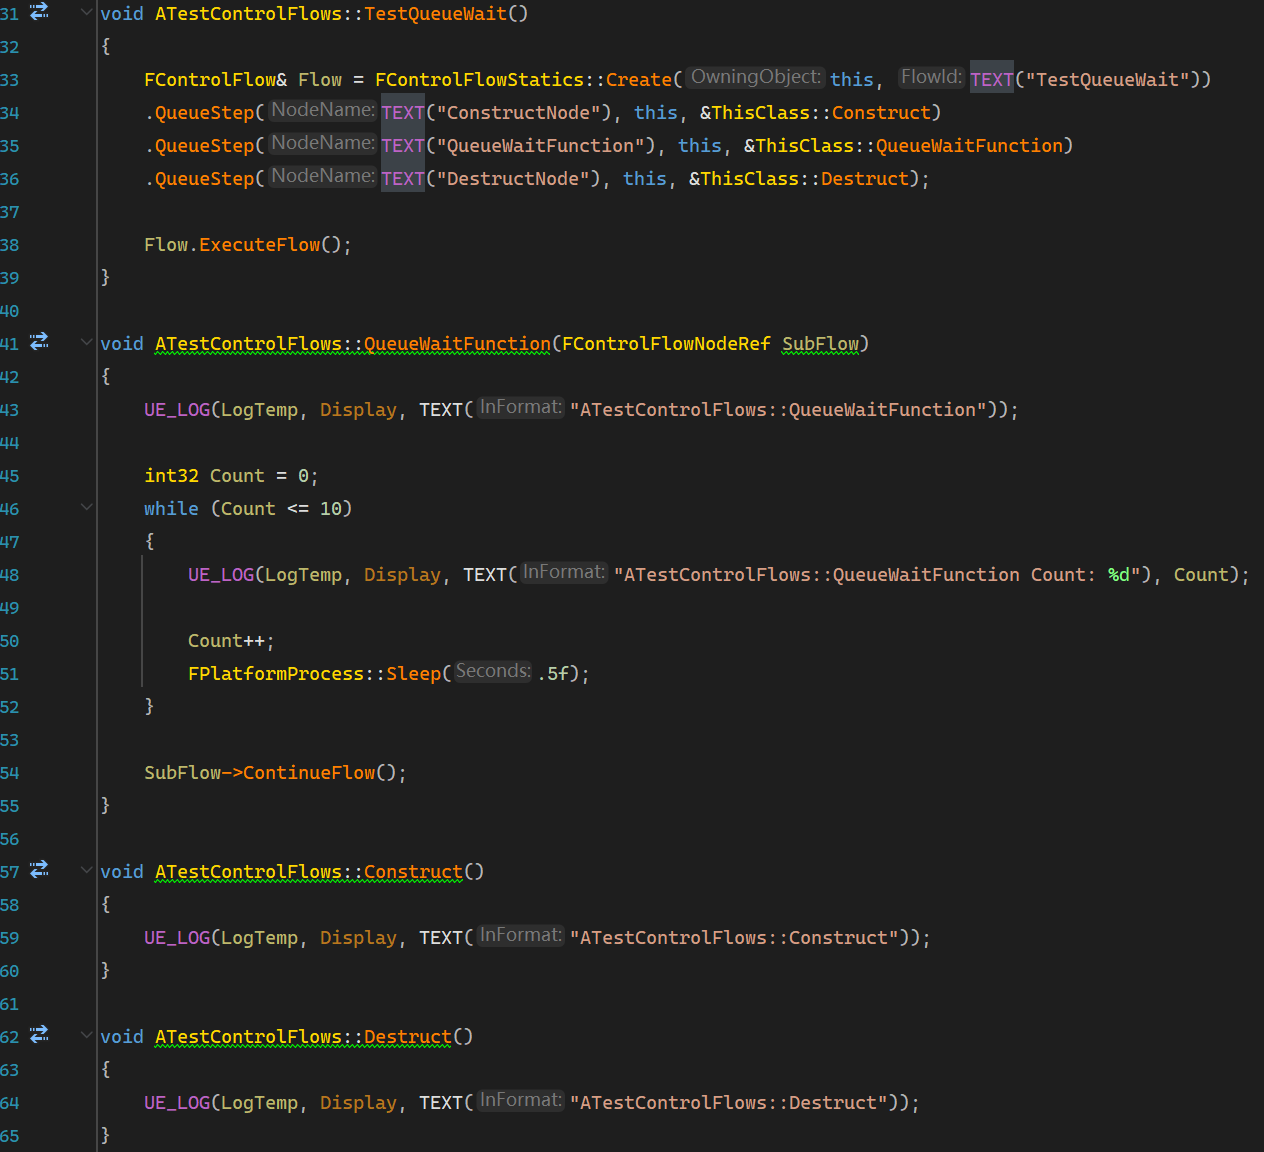 31 void ATestControlFlows::TestQueueWait()
32 {
33 FControlFlow& Flow = FControlFlowStatics::Create( OwningObject: this, FlowId: TEXT("TestQueueWait"))
34 .QueueStep( NodeName: TEXT("ConstructNode"), this, &ThisClass::Construct)
35 .QueueStep( NodeName: TEXT("QueueWaitFunction"), this, &ThisClass::QueueWaitFunction)
36 .QueueStep( NodeName: TEXT("DestructNode"), this, &ThisClass::Destruct);
37
38 Flow.ExecuteFlow();
39 }
40
41 void ATestControlFlows::QueueWaitFunction(FControlFlowNodeRef SubFlow)
42 {
43 UE_LOG(LogTemp, Display, TEXT( InFormat: "ATestControlFlows::QueueWaitFunction"));
44
45 int32 Count = 0;
46 while (Count <= 10)
47 {
48 UE_LOG(LogTemp, Display, TEXT( InFormat: "ATestControlFlows::QueueWaitFunction Count: %d"), Count);
49
50 Count++;
51 FPlatformProcess::Sleep( Seconds: .5f);
52 }
53
54 SubFlow->ContinueFlow();
55 }
56
57 void ATestControlFlows::Construct()
58 {
59 UE_LOG(LogTemp, Display, TEXT( InFormat: "ATestControlFlows::Construct"));
60 }
61
62 void ATestControlFlows::Destruct()
63 {
64 UE_LOG(LogTemp, Display, TEXT( InFormat: "ATestControlFlows::Destruct"));
65 }